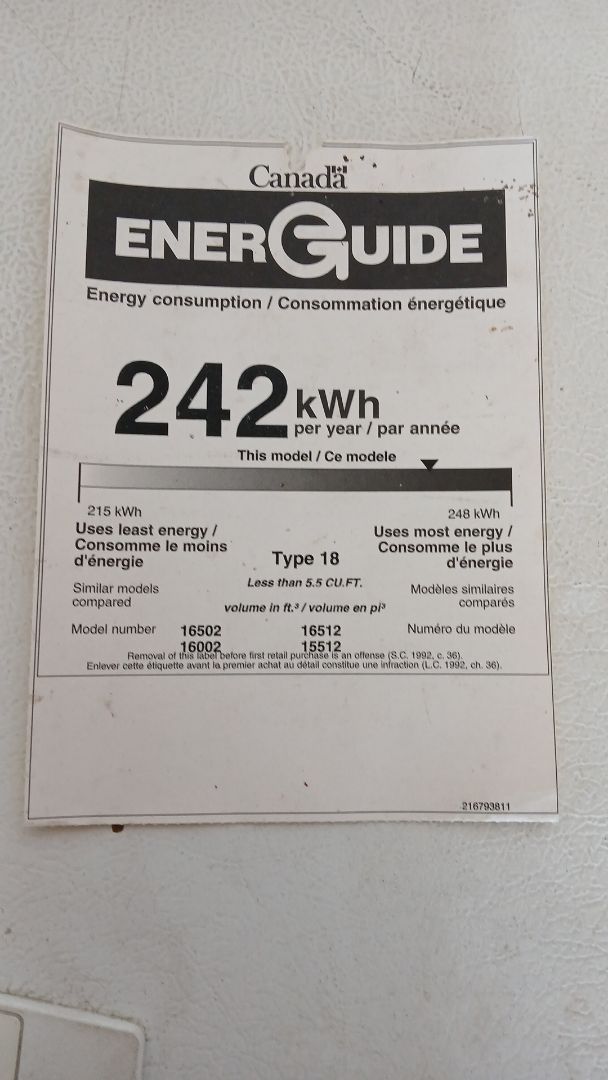 Canada
ENERGUIDE
Energy consumption / Consommation énergétique
242 kWh
per year / par année
This model / Ce modele
215 kWh 248 kWh
Uses least energy / Uses most energy /
Consomme le moins Consomme le plus
d'énergie d'énergie
Type 18
Similar models Less than 5.5 CU.FT. Modèles similaires
compared comparés
volume in ft.³ / volume en pi³
Model number 16502 16512 Numéro du modèle
16002 15512
Removal of this label before first retail purchase is an offense (S.C. 1992, c. 36).
Enlever cette étiquette avant la premier achat au détail constitue une infraction (L.C. 1992, ch. 36).
216793811